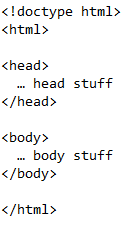 <!doctype html>
<html>
<head>
… head stuff
</head>
<body>
… body stuff
</body>
</html>